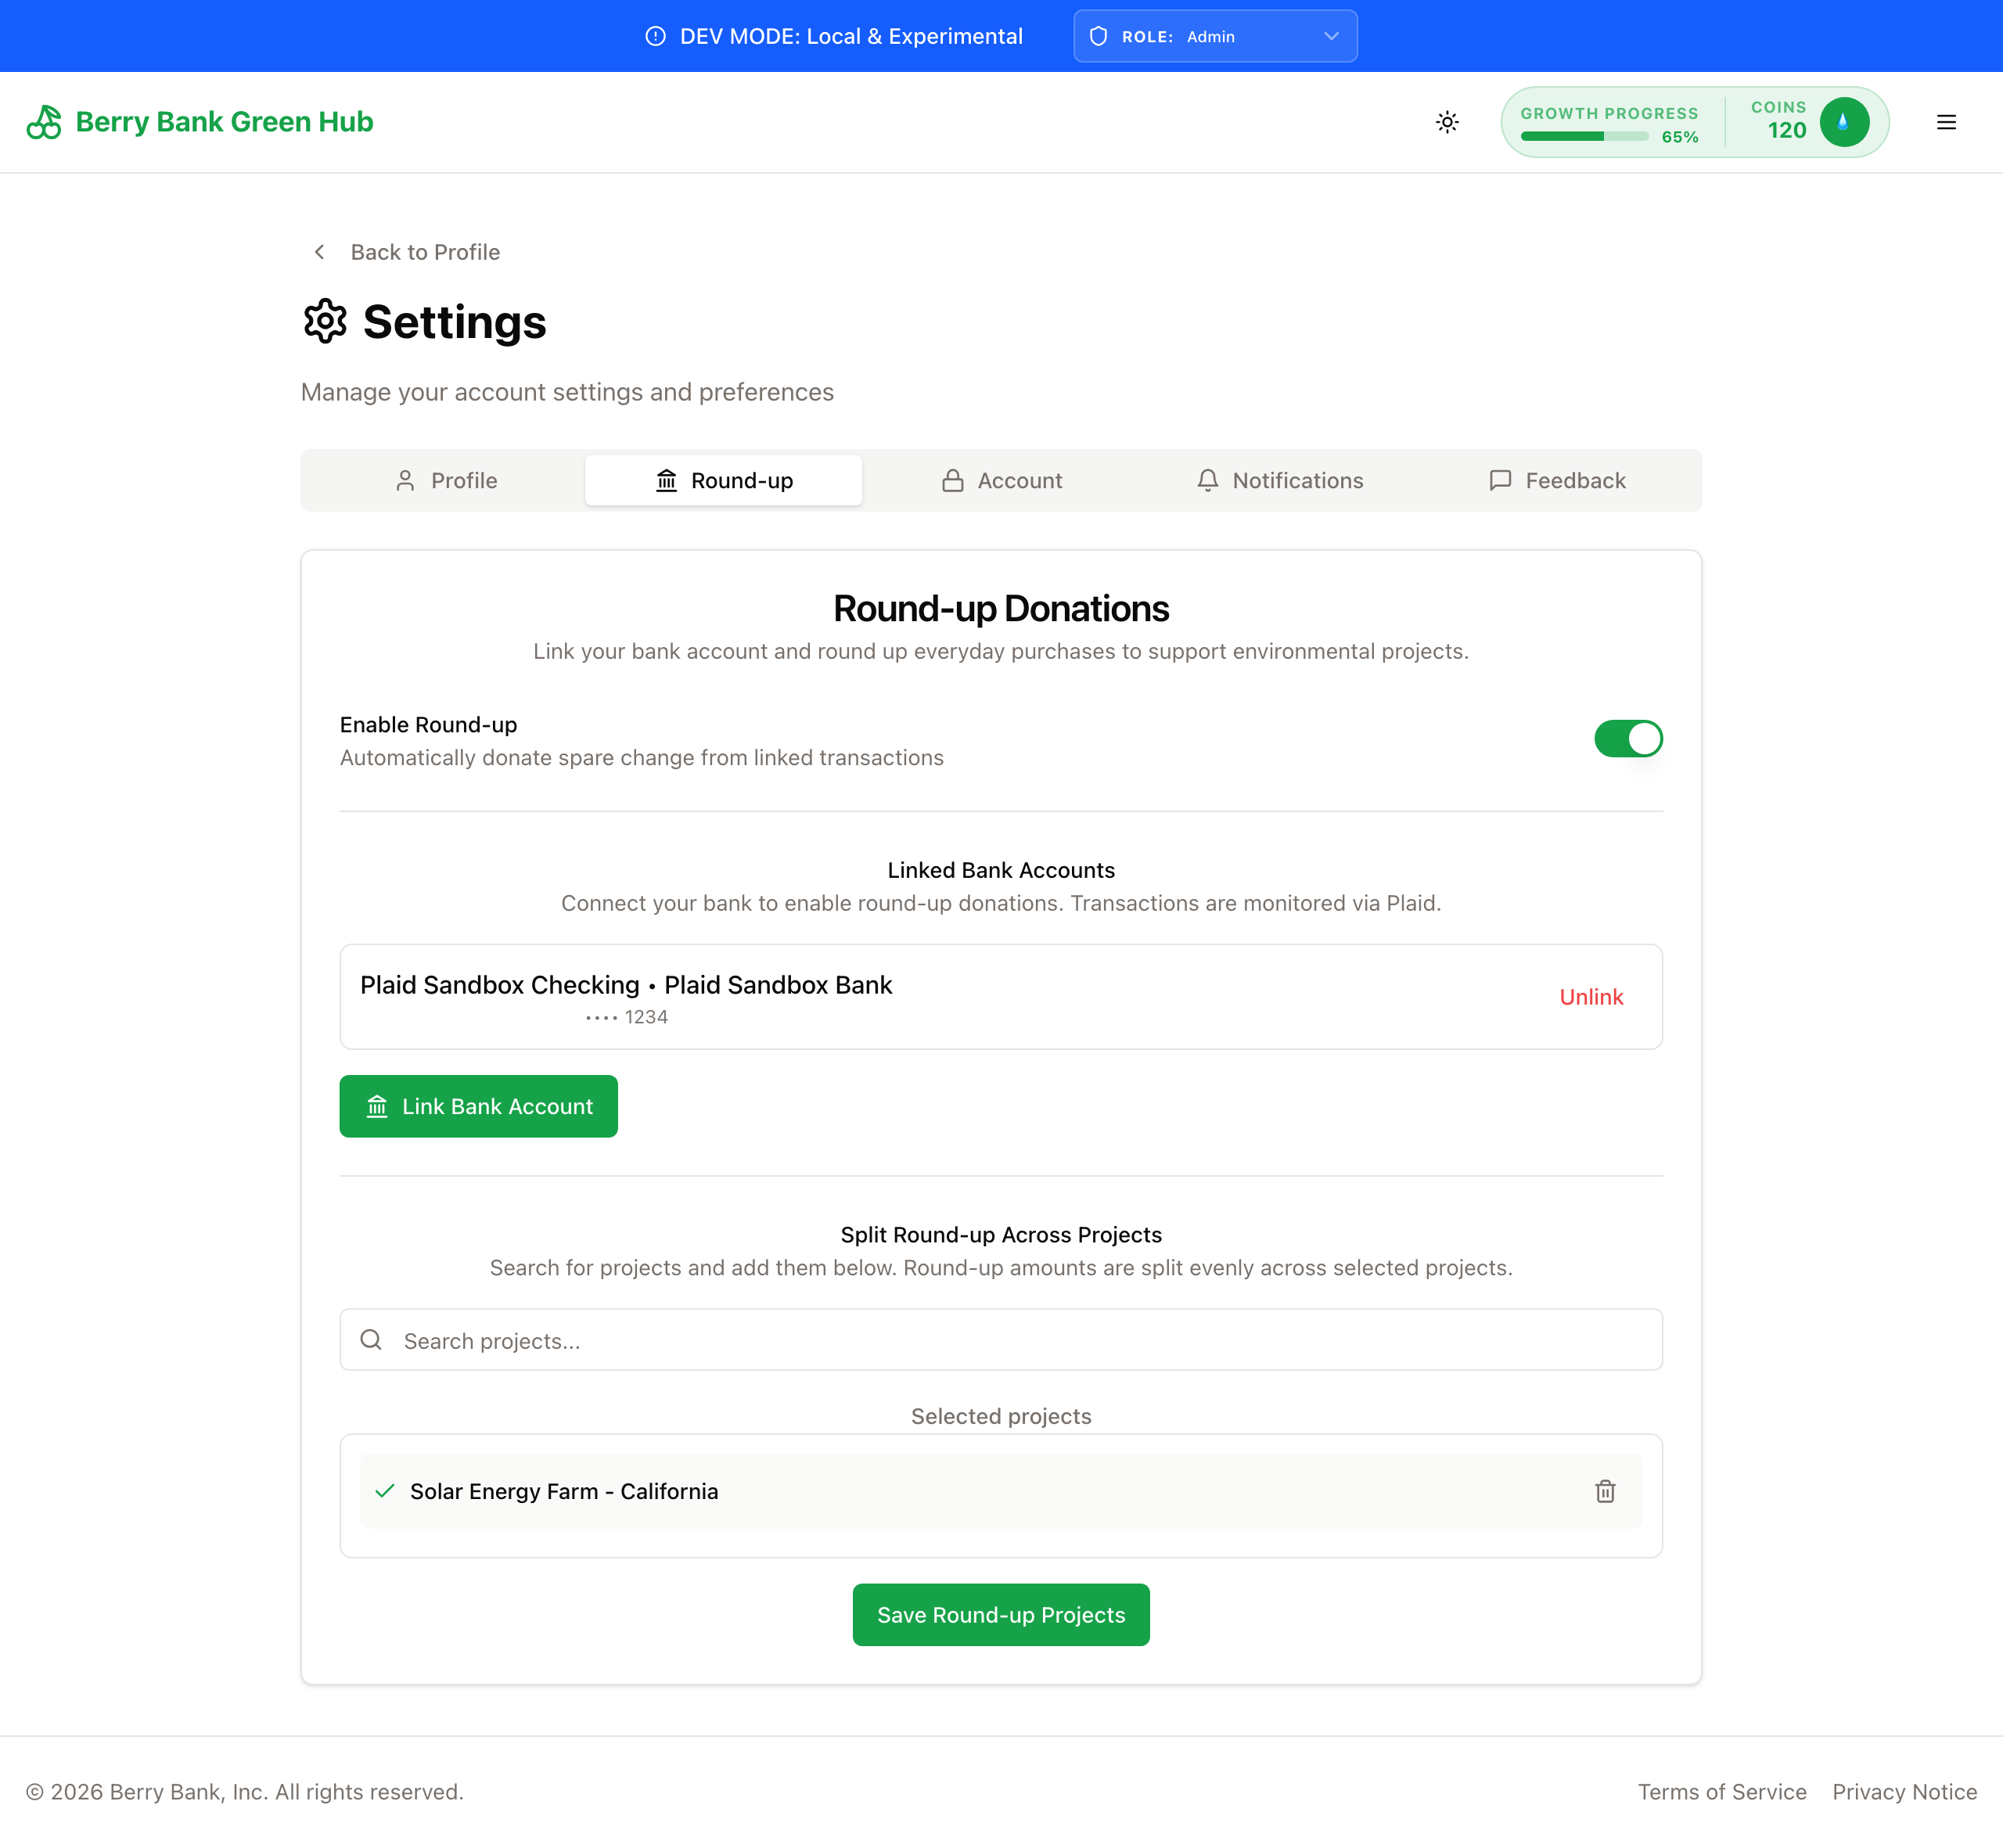 DEV MODE: Local & Experimental
ROLE: Admin
Berry Bank Green Hub
GROWTH PROGRESS
65%
COINS
120
Back to Profile
Settings
Manage your account settings and preferences
Profile
Round-up
Account
Notifications
Feedback
Round-up Donations
Link your bank account and round up everyday purchases to support environmental projects.
Enable Round-up
Automatically donate spare change from linked transactions
Linked Bank Accounts
Connect your bank to enable round-up donations. Transactions are monitored via Plaid.
Plaid Sandbox Checking • Plaid Sandbox Bank
•••• 1234
Unlink
Link Bank Account
Split Round-up Across Projects
Search for projects and add them below. Round-up amounts are split evenly across selected projects.
Search projects...
Selected projects
Solar Energy Farm - California
Save Round-up Projects
© 2026 Berry Bank, Inc. All rights reserved.
Terms of Service
Privacy Notice